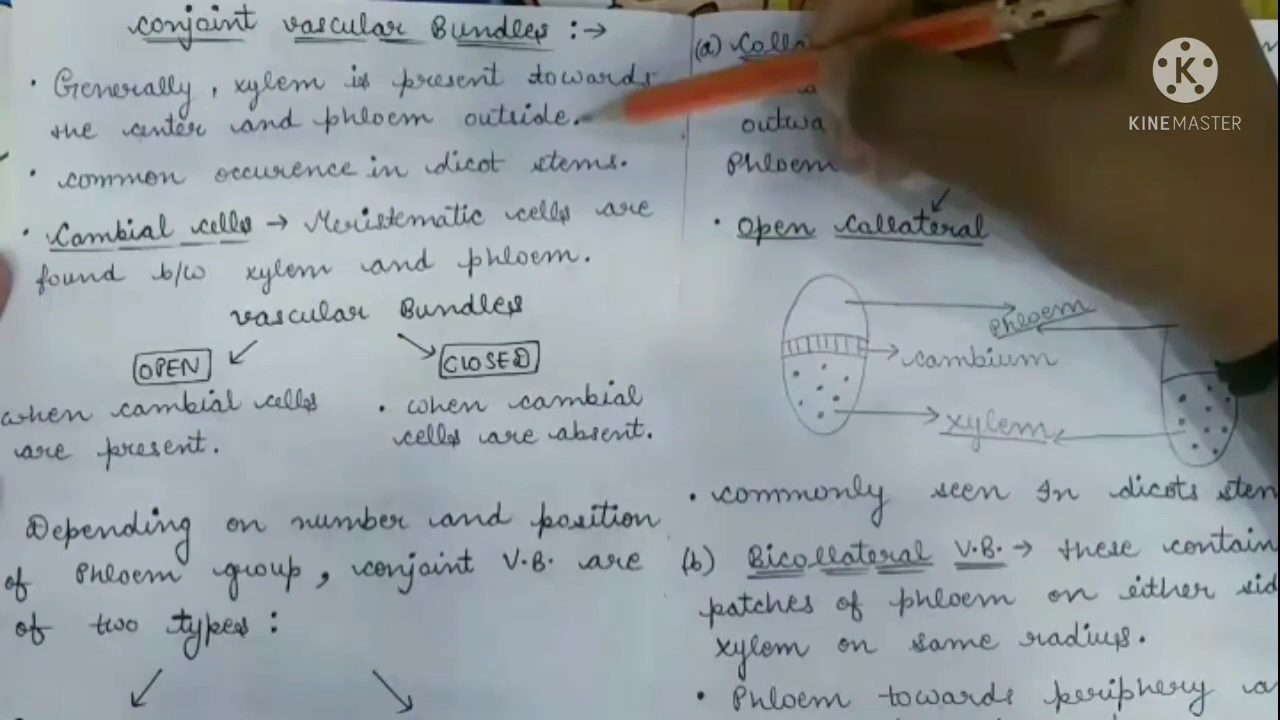 conjoint vascular Bundles :→
• Generally, xylem is present towards
the center and phloem outside.
• common occurence in dicot stems.
• Cambial cells → Meristematic cells are
found b/w xylem and phloem.
vascular Bundles
OPEN
CLOSED
when cambial cells
are present.
• when cambial
cells are absent.
Depending on number and position
of Phloem group, conjoint V.B. are
of two types :
(a)
outwa
Phloem
• Open Collateral
Phloem
cambium
xylem
• commonly seen In dicots stem
(b) Bicollateral V.B. → these contain
patches of phloem on either sid
xylem on same radius.
• Phloem towards periphery
K
KINEMASTER